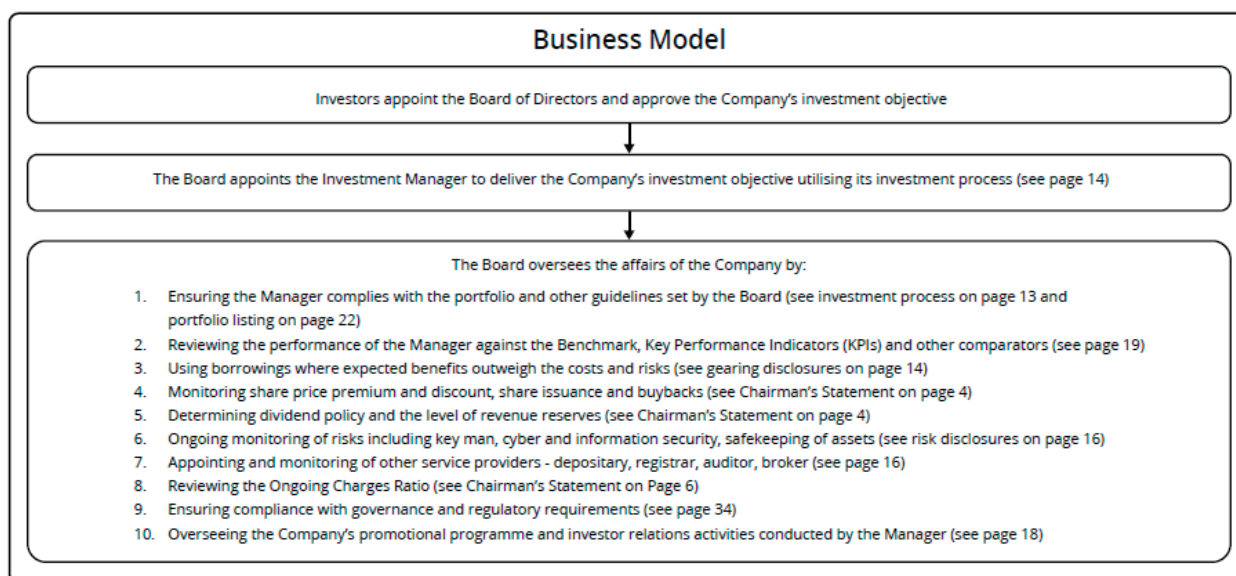 Business Model
Investors appoint the Board of Directors and approve the Company's investment objective
The Board appoints the Investment Manager to deliver the Company's investment objective utilising its investment process (see page 14)
The Board oversees the affairs of the Company by:
1. Ensuring the Manager complies with the portfolio and other guidelines set by the Board (see investment process on page 13 and
portfolio listing on page 22)
2. Reviewing the performance of the Manager against the Benchmark, Key Performance Indicators (KPIs) and other comparators (see page 19)
3. Using borrowings where expected benefits outweigh the costs and risks (see gearing disclosures on page 14)
4. Monitoring share price premium and discount, share issuance and buybacks (see Chairman's Statement on page 4)
5. Determining dividend policy and the level of revenue reserves (see Chairman's Statement on page 4)
6. Ongoing monitoring of risks including key man, cyber and information security, safekeeping of assets (see risk disclosures on page 16)
7. Appointing and monitoring of other service providers - depositary, registrar, auditor, broker (see page 16)
8. Reviewing the Ongoing Charges Ratio (see Chairman's Statement on Page 6)
9. Ensuring compliance with governance and regulatory requirements (see page 34)
10. Overseeing the Company's promotional programme and investor relations activities conducted by the Manager (see page 18)